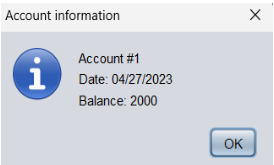 Account information
Account #1
Date: 04/27/2023
Balance: 2000
OK